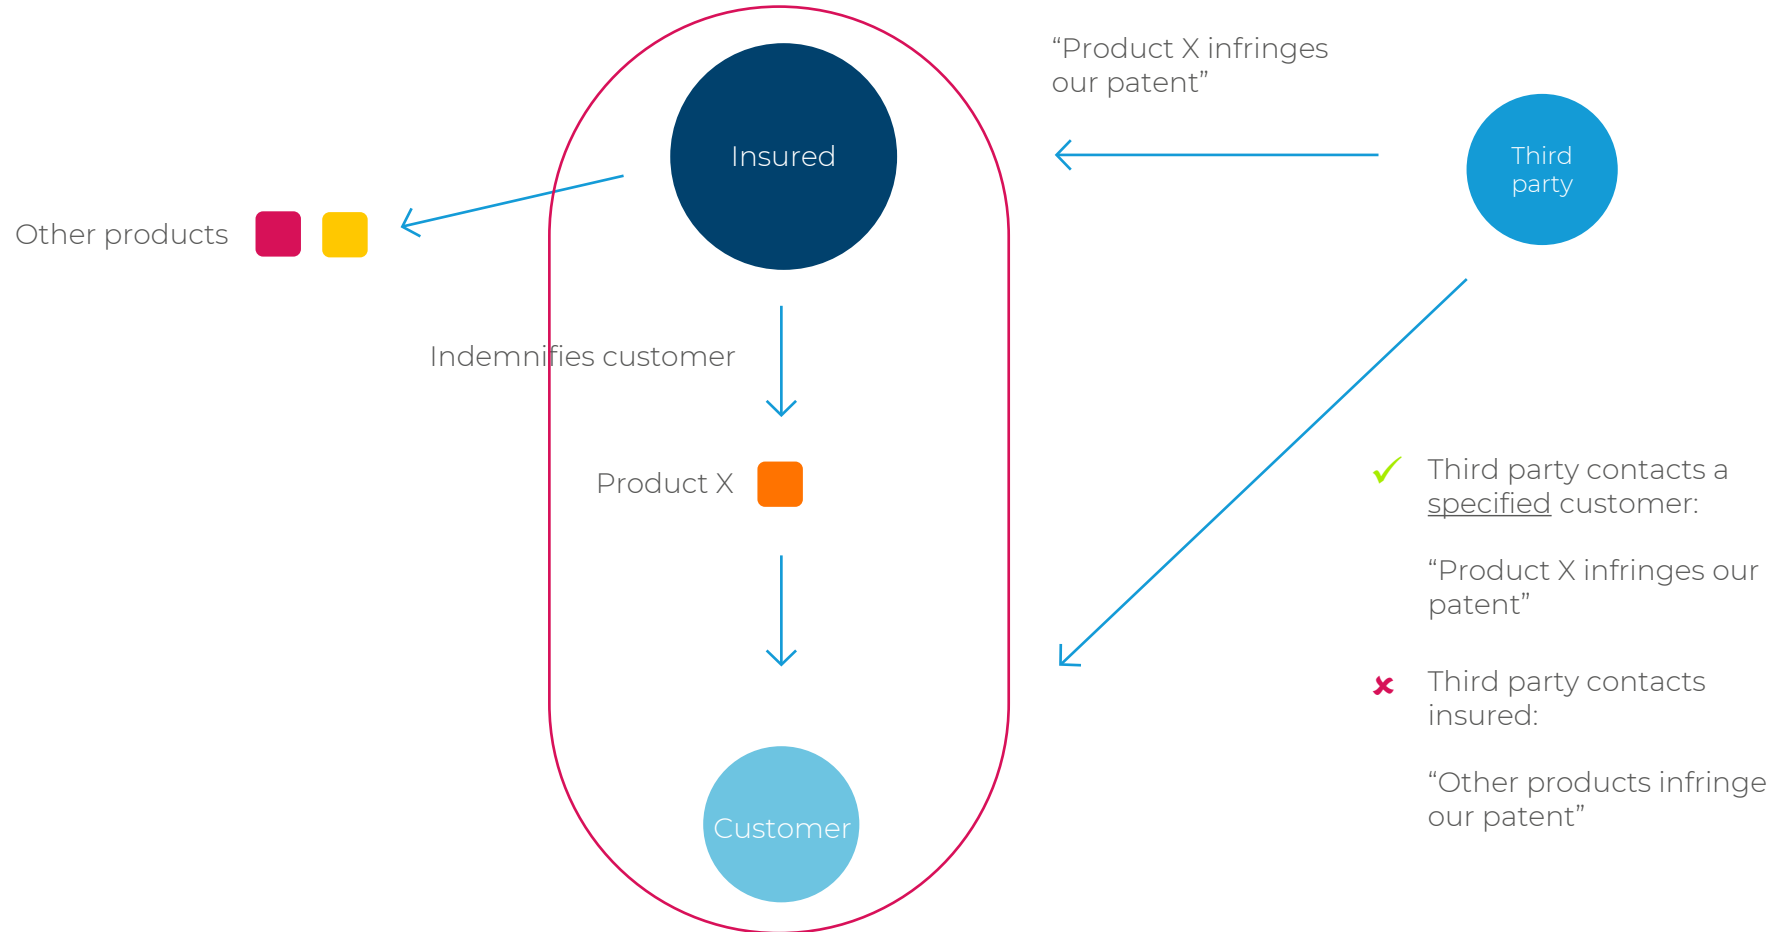 “Product X infringes
our patent”
Insured
Third
party
Other products
Indemnifies customer
Product X
Third party contacts a
specified customer:
“Product X infringes our
patent”
Third party contacts
insured:
“Other products infringe
our patent”
Customer